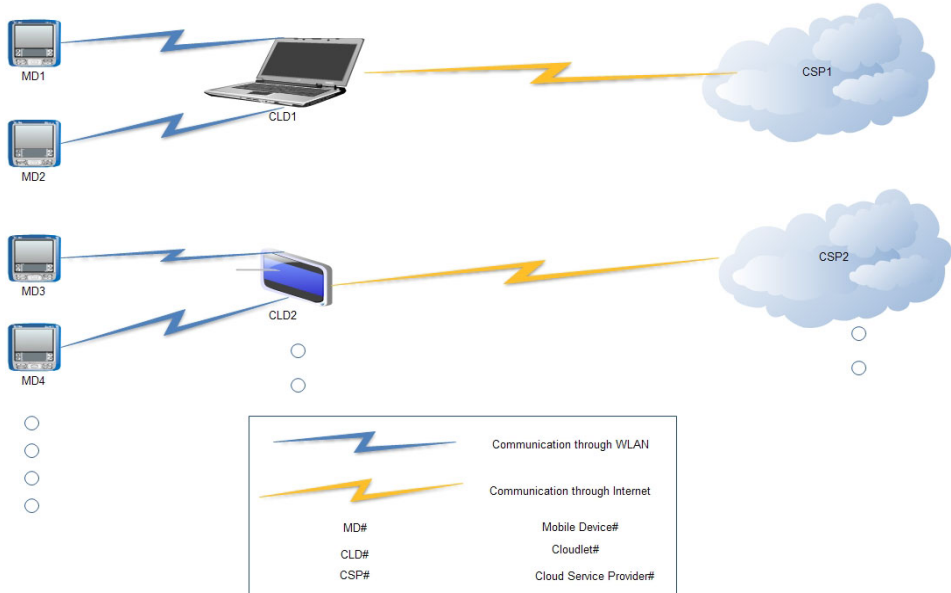 MD1
CLD1
CSP1
MD2
MD3
CLD2
CSP2
MD4
Communication through WLAN
Communication through Internet
MD# Mobile Device#
CLD# Cloudlet#
CSP# Cloud Service Provider#